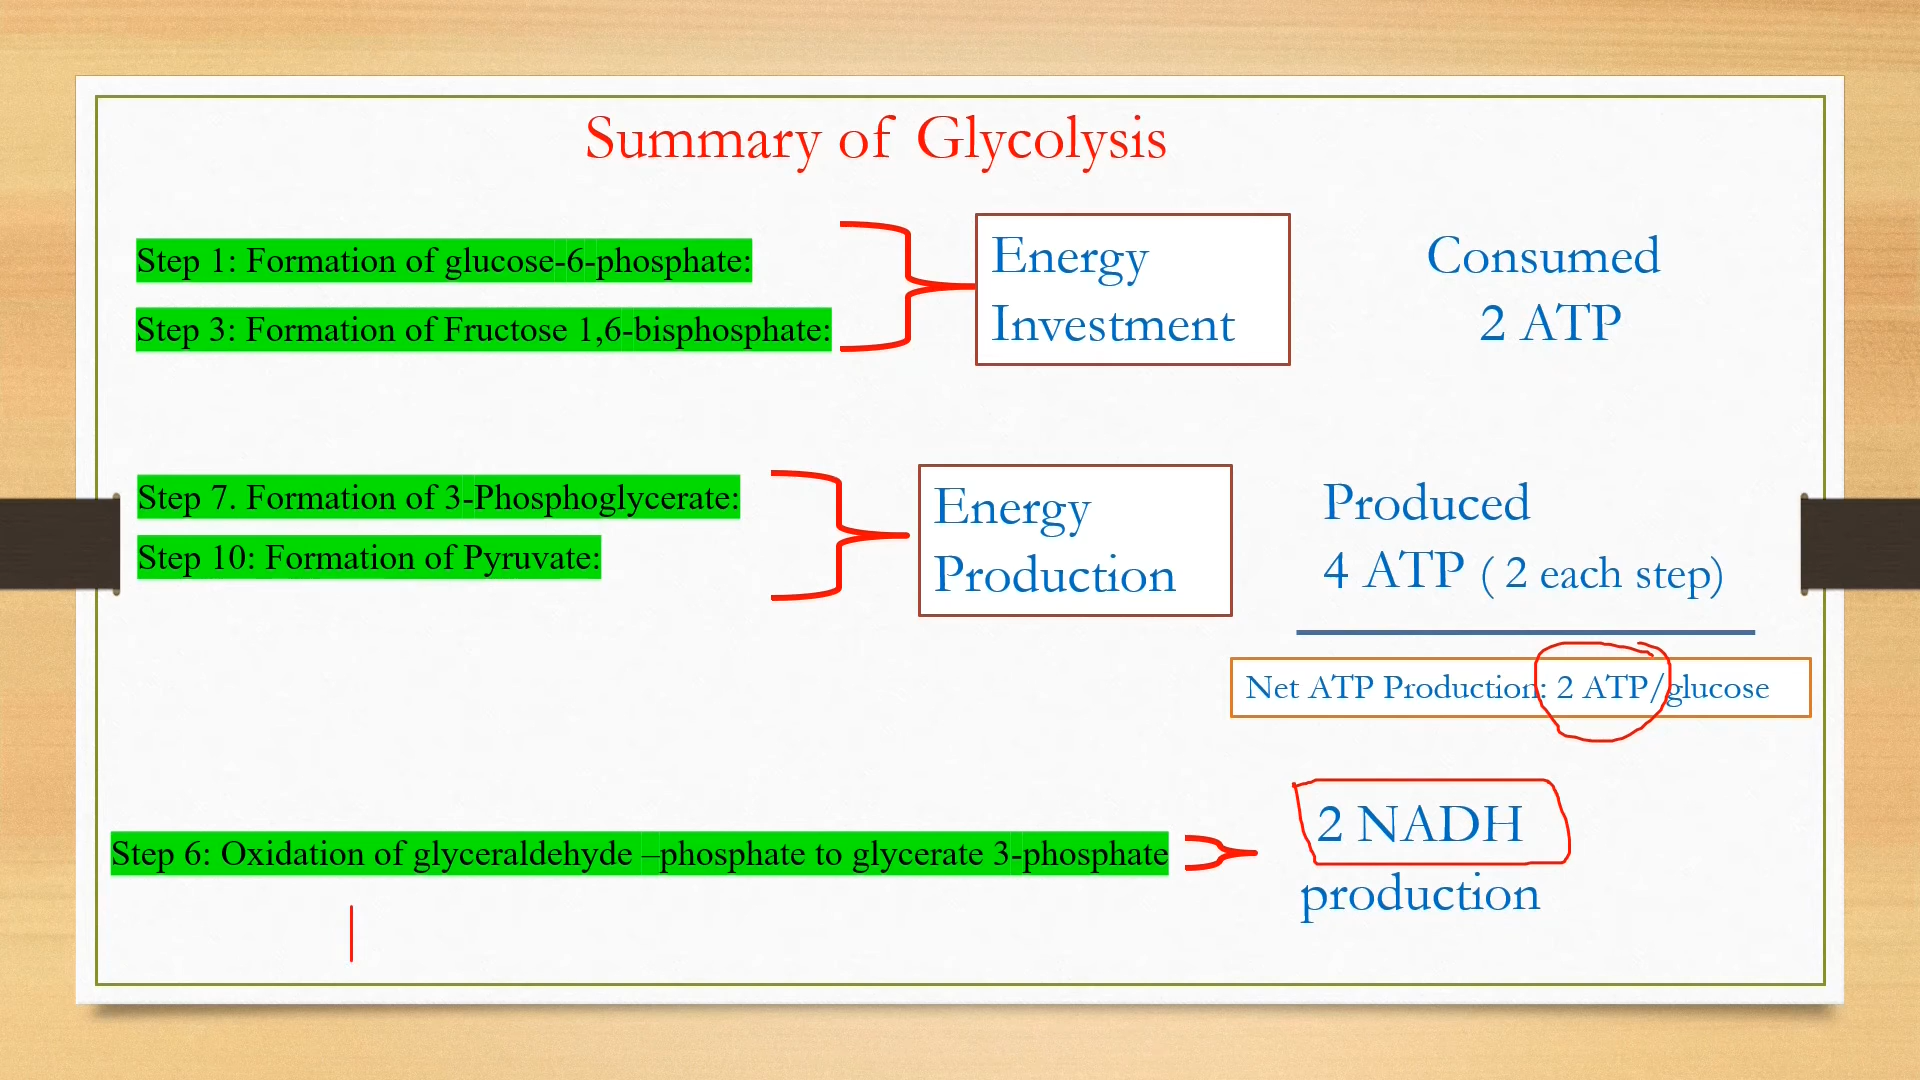 Summary of Glycolysis
Step 1: Formation of glucose-6-phosphate:
Step 3: Formation of Fructose 1,6-bisphosphate:
Energy
Investment
Consumed
2 ATP
Step 7. Formation of 3-Phosphoglycerate:
Step 10: Formation of Pyruvate:
Energy
Production
Produced
4 ATP ( 2 each step)
Net ATP Production: 2 ATP/glucose
Step 6: Oxidation of glyceraldehyde –phosphate to glycerate 3-phosphate
2 NADH
production